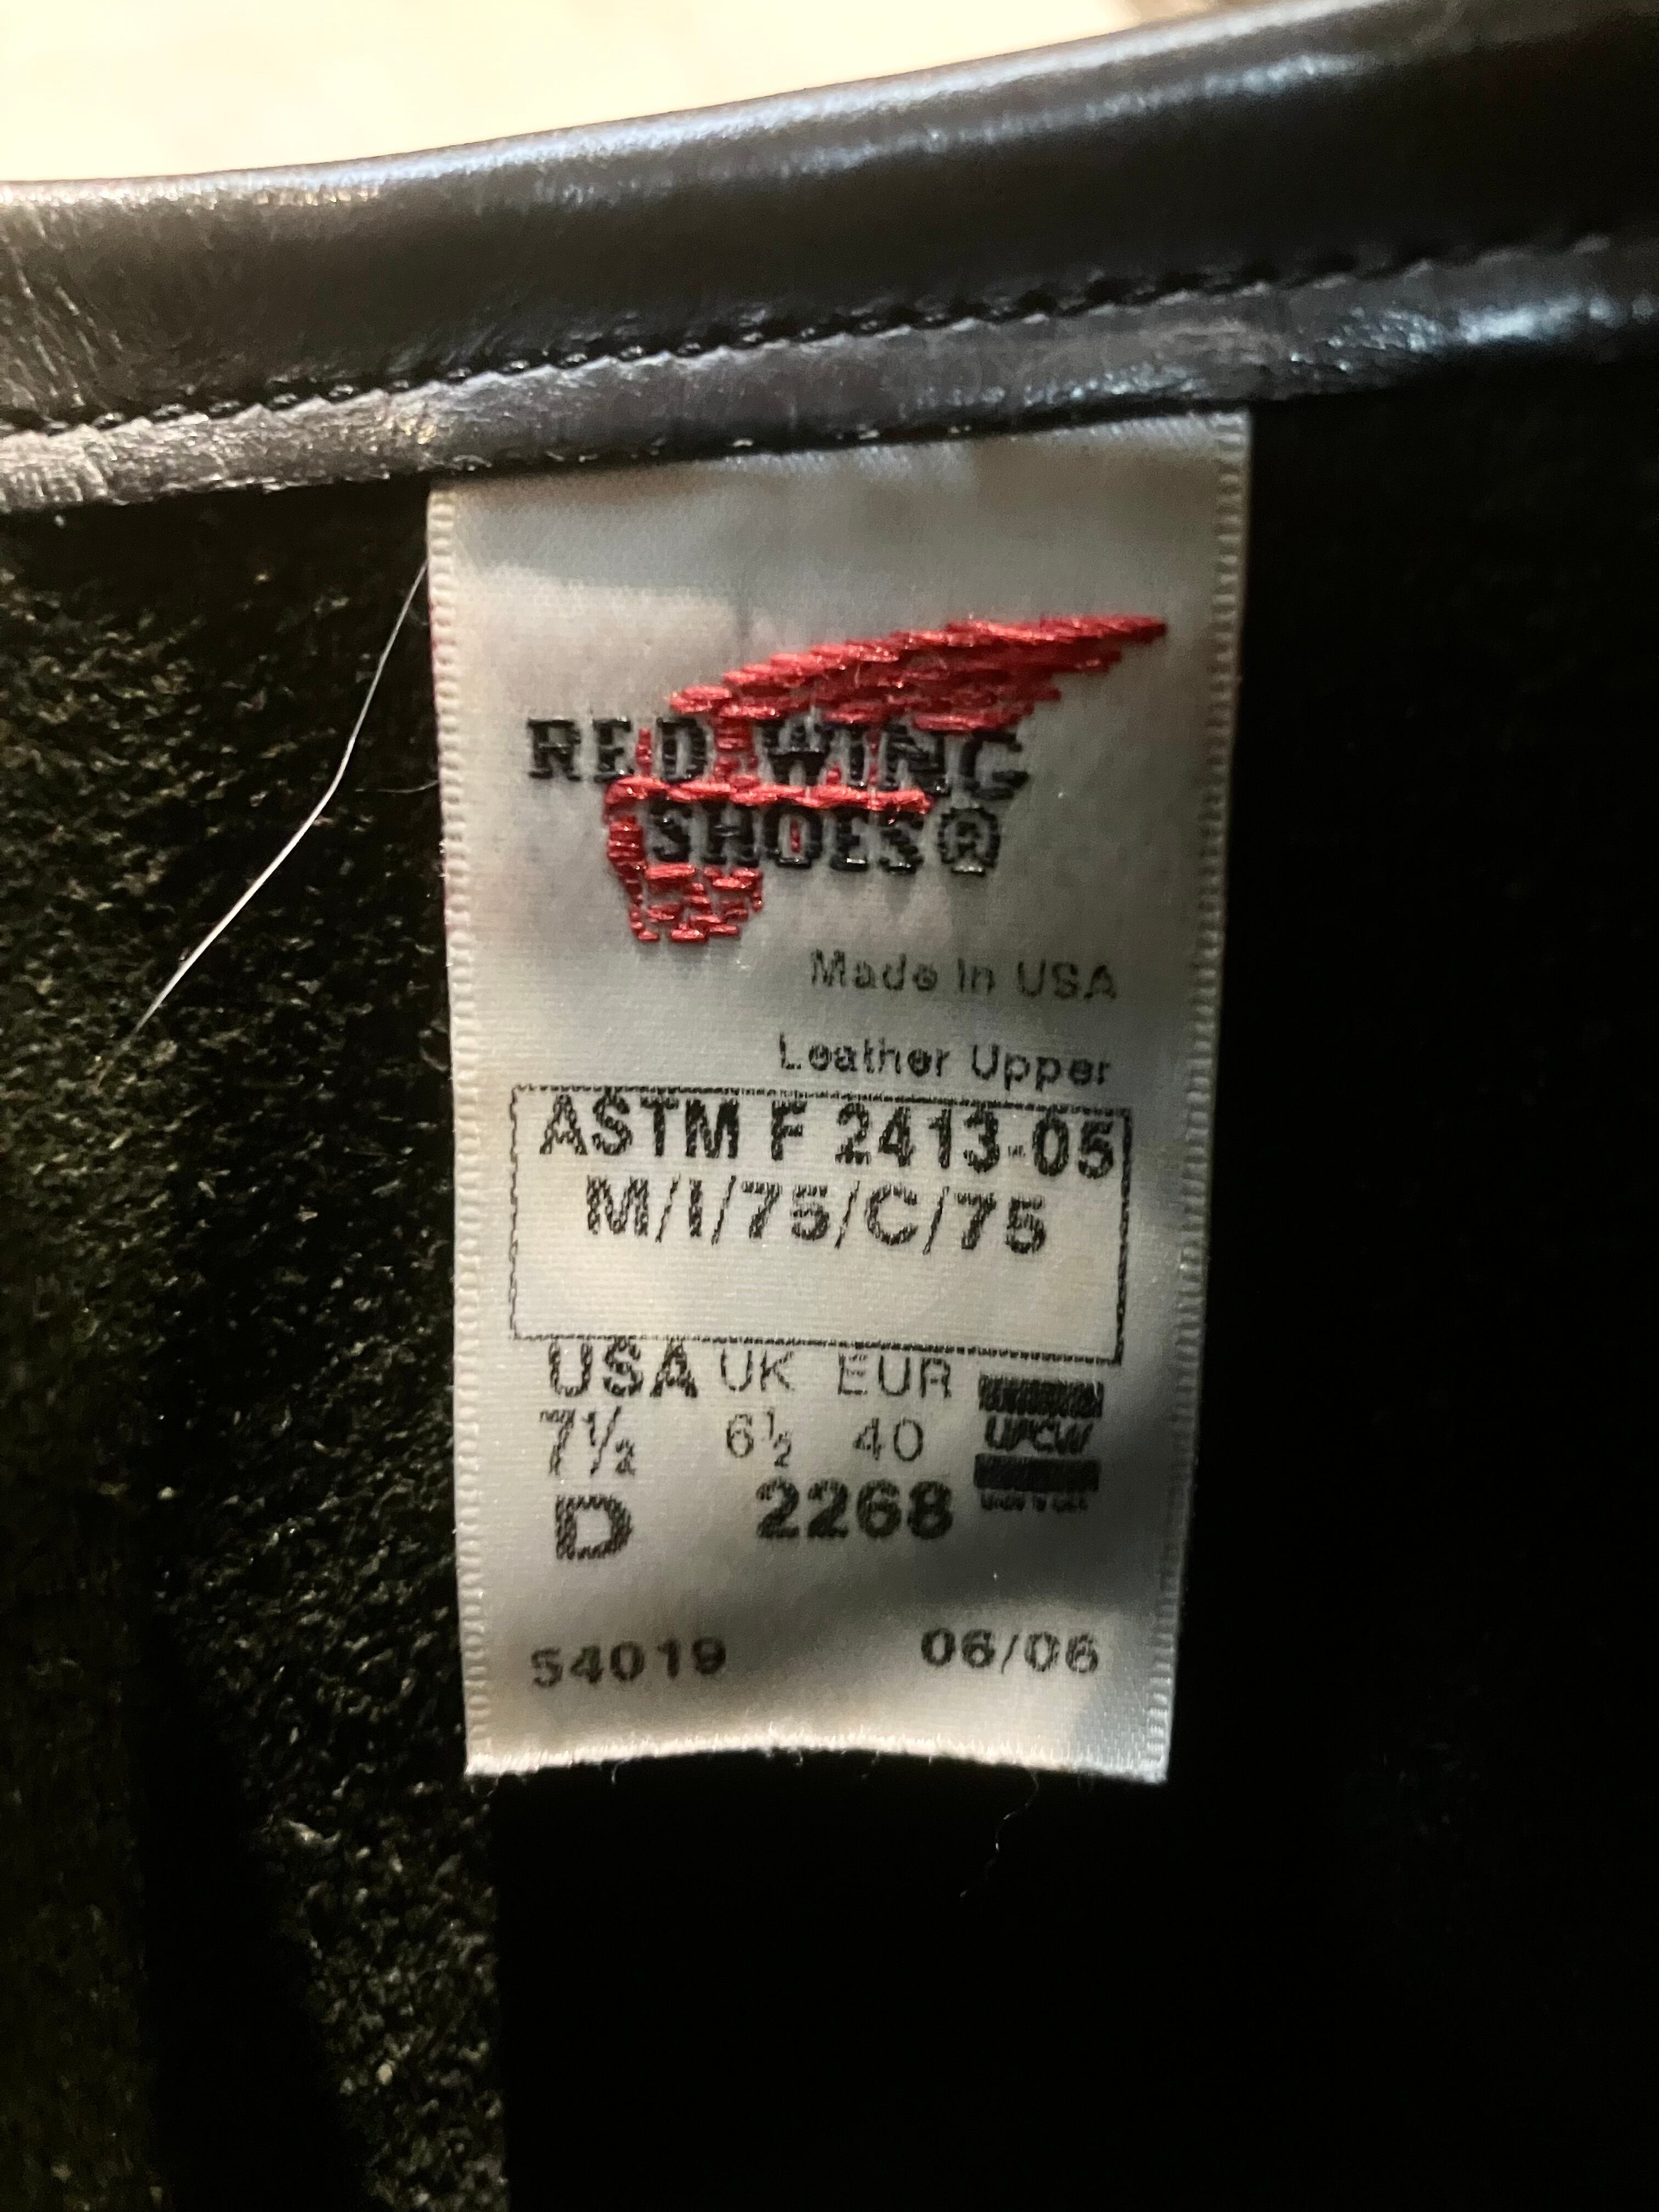 RED WING
SHOES®
Made In USA
Leather Upper
ASTM F 2413-05
M/I/75/C/75
USA UK EUR
7½ 6½ 40
UFCW
D 2268
54019 06/06